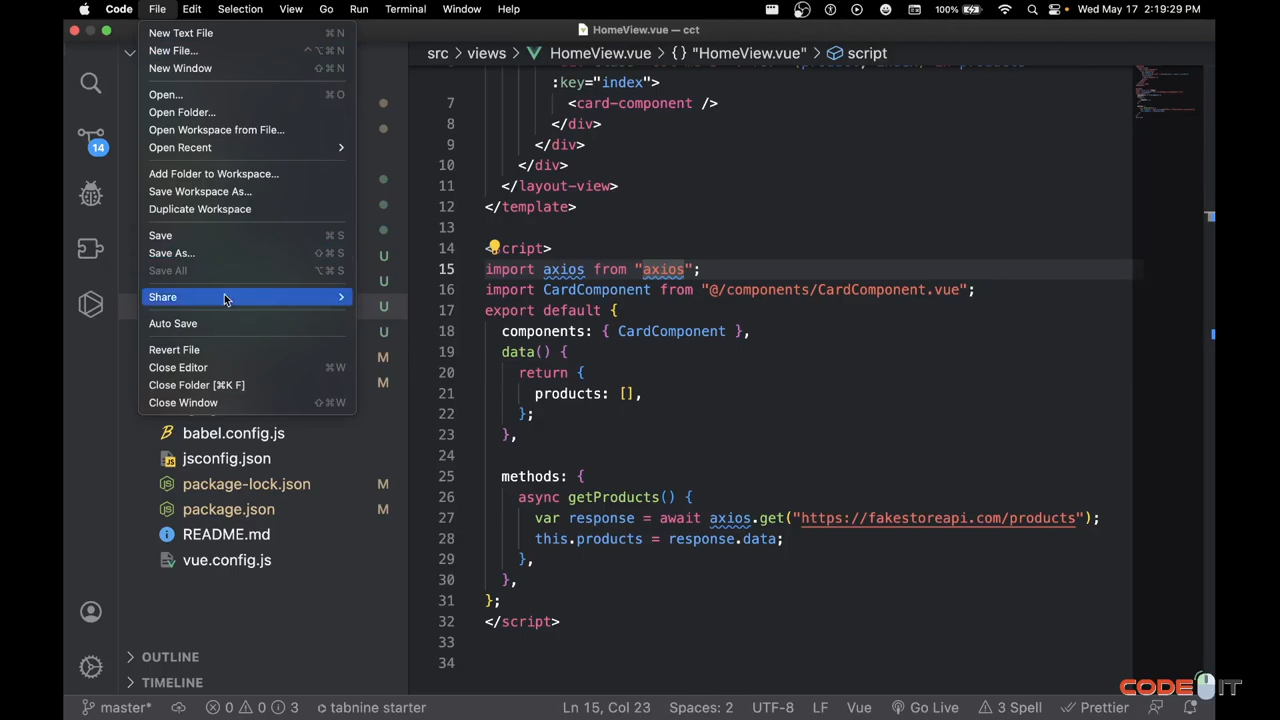 Code File Edit Selection View Go Run Terminal Window Help 100% Wed May 17 2:19:29 PM
HomeView.vue — cct
New Text File ⌘ N
New File... ⌃⌥⌘ N
New Window ⇧⌘ N
Open... ⌘ O
Open Folder...
Open Workspace from File...
Open Recent
Add Folder to Workspace...
Save Workspace As...
Duplicate Workspace
Save ⌘ S
Save As... ⇧⌘ S
Save All ⌥⌘ S
Share
Auto Save
Revert File
Close Editor ⌘ W
Close Folder [⌘K F]
Close Window ⇧⌘ W
14
U
U
U
U
M
M
babel.config.js
jsconfig.json
package-lock.json M
package.json M
README.md
vue.config.js
OUTLINE
TIMELINE
src > views > HomeView.vue > {} "HomeView.vue" > script
:key="index">
7 <card-component />
8 </div>
9 </div>
10 </div>
11 </layout-view>
12 </template>
13
14 <script>
15 import axios from "axios";
16 import CardComponent from "@/components/CardComponent.vue";
17 export default {
18 components: { CardComponent },
19 data() {
20 return {
21 products: [],
22 };
23 },
24
25 methods: {
26 async getProducts() {
27 var response = await axios.get("https://fakestoreapi.com/products");
28 this.products = response.data;
29 },
30 },
31 };
32 </script>
33
34
CODE IT
master* 0 0 3 tabnine starter Ln 15, Col 23 Spaces: 2 UTF-8 LF Vue Go Live 3 Spell Prettier